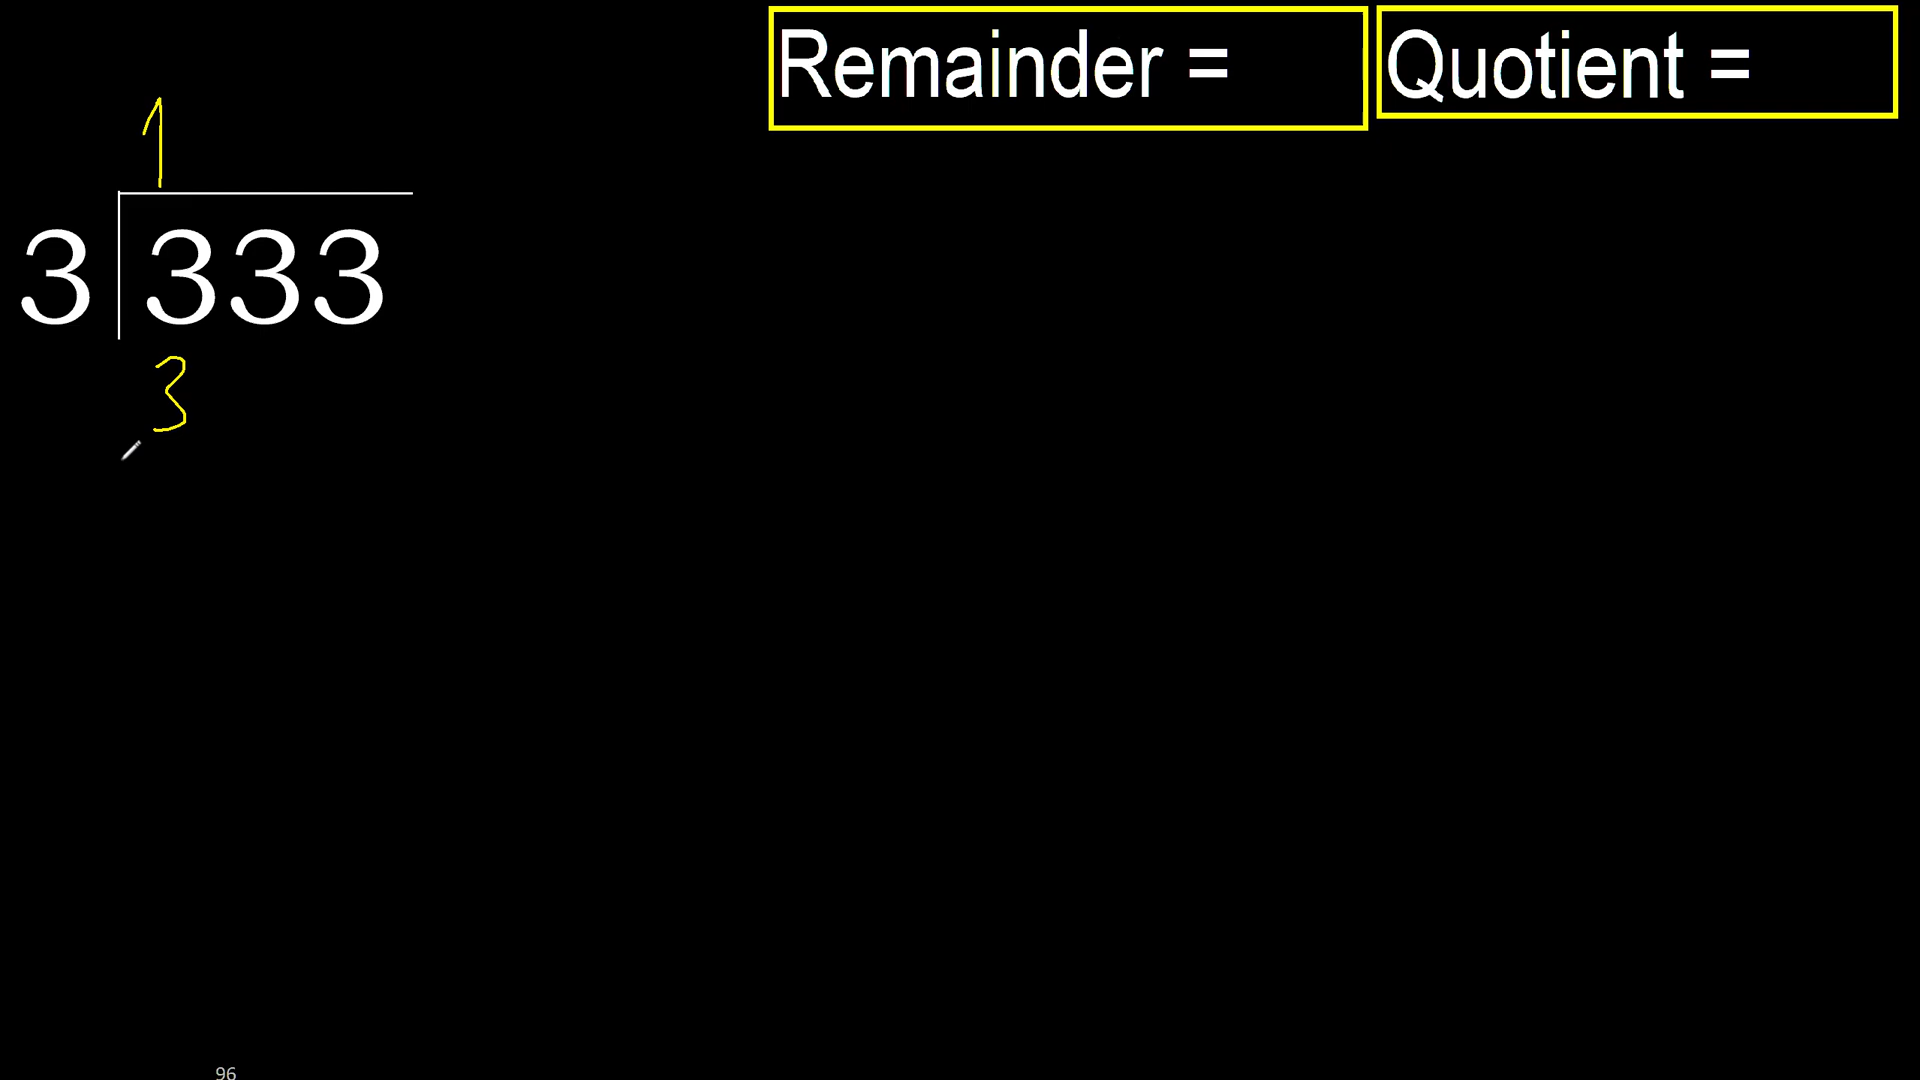 Remainder =
Quotient =
1
3 333
3
96